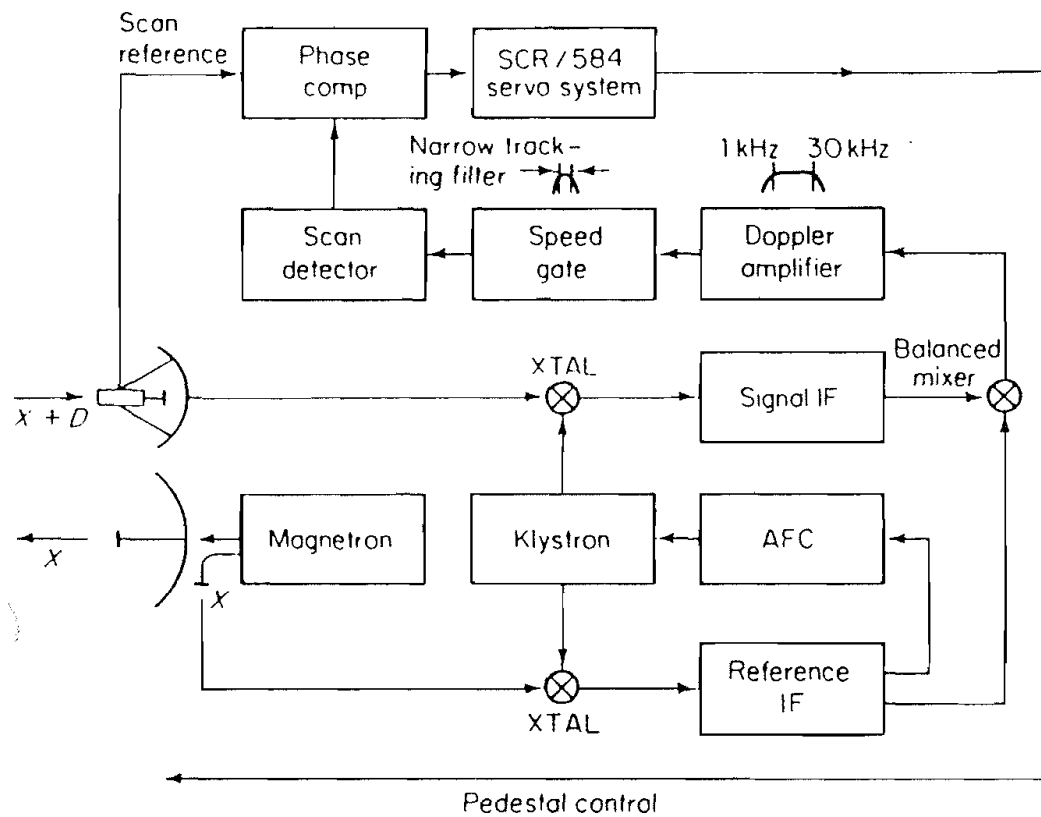 Scan
reference
Phase
comp
SCR/584
servo system
Narrow track-
ing filter
1 kHz 30 kHz
Scan
detector
Speed
gate
Doppler
amplifier
XTAL
Balanced
mixer
X + D
Signal IF
X
Magnetron
Klystron
AFC
X
Reference
IF
XTAL
Pedestal control